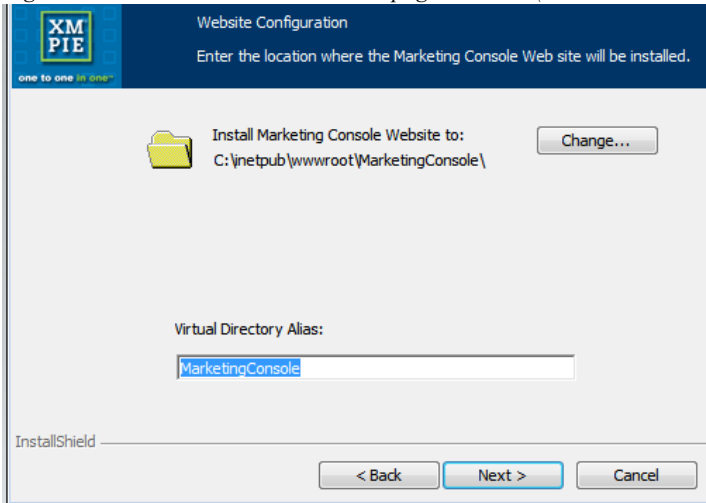 XM
PIE
one to one in one
Website Configuration
Enter the location where the Marketing Console Web site will be installed.
Install Marketing Console Website to:
C:\inetpub\wwwroot\MarketingConsole\
Change...
Virtual Directory Alias:
MarketingConsole
InstallShield
< Back
Next >
Cancel